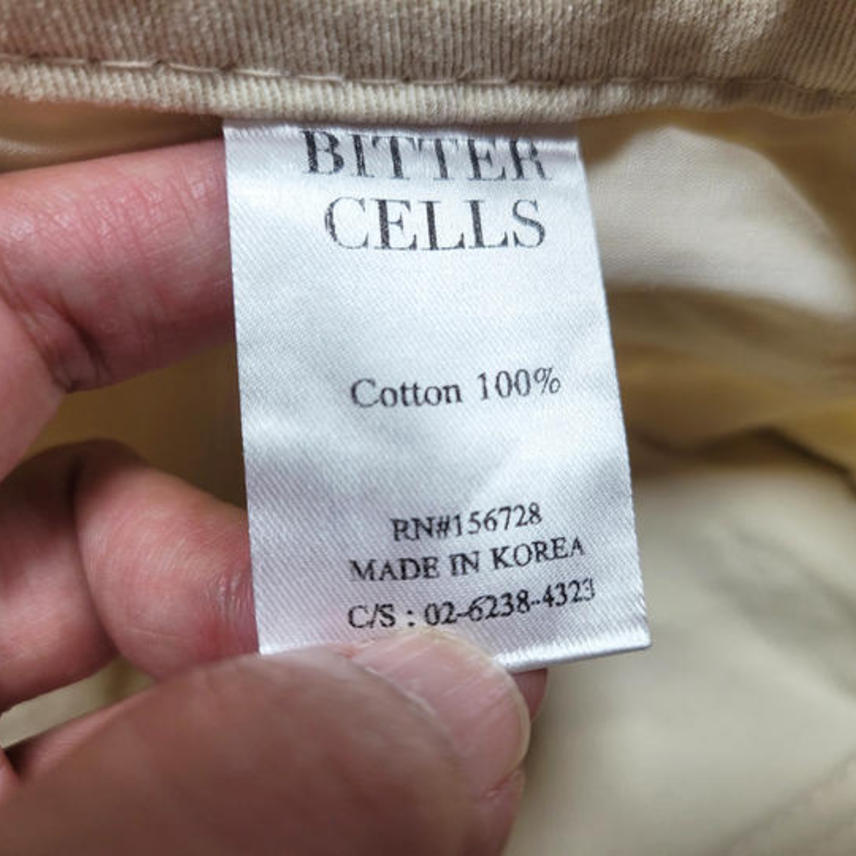 BITTER
CELLS
Cotton 100%
RN#156728
MADE IN KOREA
C/S : 02-6238-4323